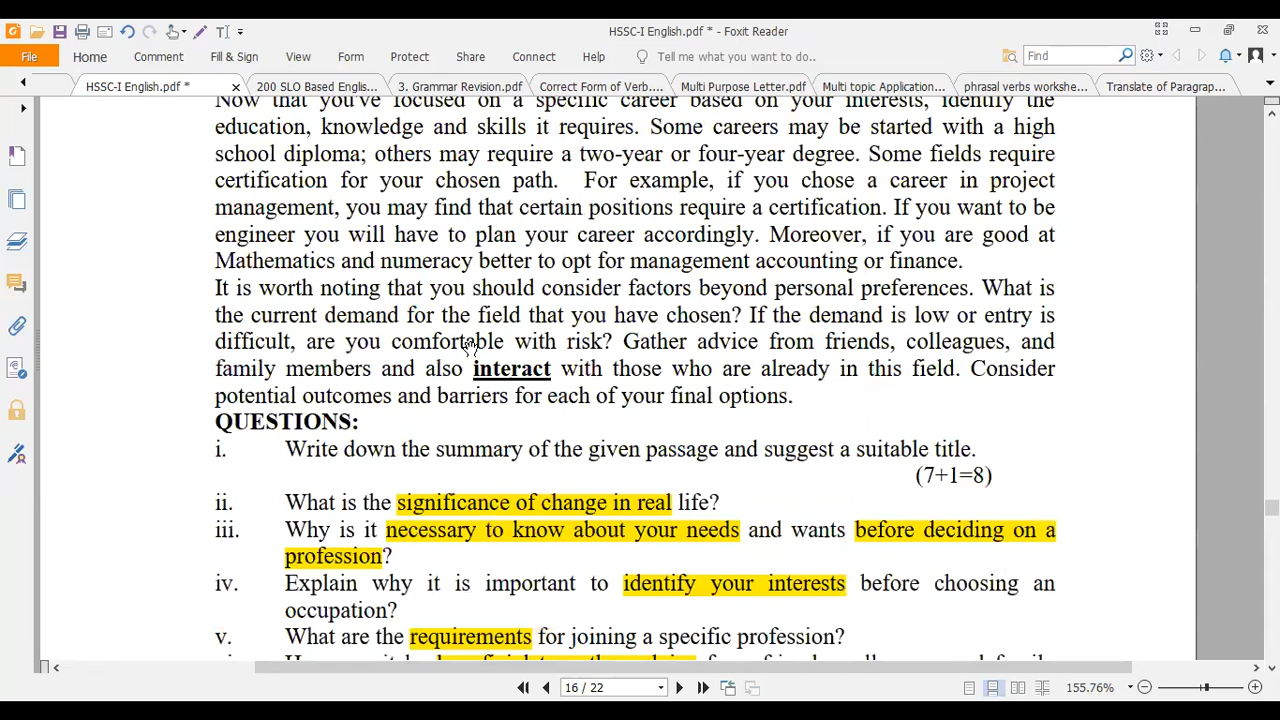 HSSC-I English.pdf * - Foxit Reader
File Home Comment Fill & Sign View Form Protect Share Connect Help Tell me what you want to do.. Find
HSSC-I English.pdf * 200 SLO Based Englis... 3. Grammar Revision.pdf Correct Form of Verb.... Multi Purpose Letter.pdf Multi topic Application... phrasal verbs workshe... Translate of Paragrap...
Now that you've focused on a specific career based on your interests, identify the
education, knowledge and skills it requires. Some careers may be started with a high
school diploma; others may require a two-year or four-year degree. Some fields require
certification for your chosen path. For example, if you chose a career in project
management, you may find that certain positions require a certification. If you want to be
engineer you will have to plan your career accordingly. Moreover, if you are good at
Mathematics and numeracy better to opt for management accounting or finance.
It is worth noting that you should consider factors beyond personal preferences. What is
the current demand for the field that you have chosen? If the demand is low or entry is
difficult, are you comfortable with risk? Gather advice from friends, colleagues, and
family members and also interact with those who are already in this field. Consider
potential outcomes and barriers for each of your final options.
QUESTIONS:
i. Write down the summary of the given passage and suggest a suitable title.
(7+1=8)
ii. What is the significance of change in real life?
iii. Why is it necessary to know about your needs and wants before deciding on a
profession?
iv. Explain why it is important to identify your interests before choosing an
occupation?
v. What are the requirements for joining a specific profession?
16 / 22 155.76%